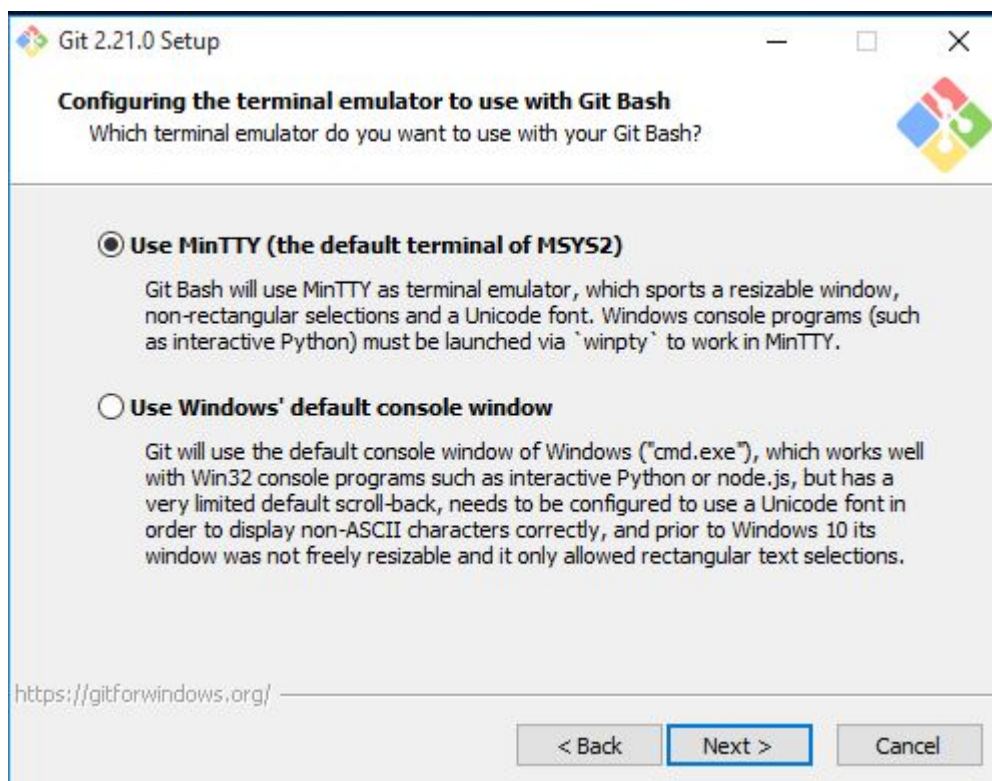 Git 2.21.0 Setup
Configuring the terminal emulator to use with Git Bash
Which terminal emulator do you want to use with your Git Bash?
Use MinTTY (the default terminal of MSYS2)
Git Bash will use MinTTY as terminal emulator, which sports a resizable window,
non-rectangular selections and a Unicode font. Windows console programs (such
as interactive Python) must be launched via `winpty` to work in MinTTY.
Use Windows' default console window
Git will use the default console window of Windows ("cmd.exe"), which works well
with Win32 console programs such as interactive Python or node.js, but has a
very limited default scroll-back, needs to be configured to use a Unicode font in
order to display non-ASCII characters correctly, and prior to Windows 10 its
window was not freely resizable and it only allowed rectangular text selections.
https://gitforwindows.org/
< Back
Next >
Cancel